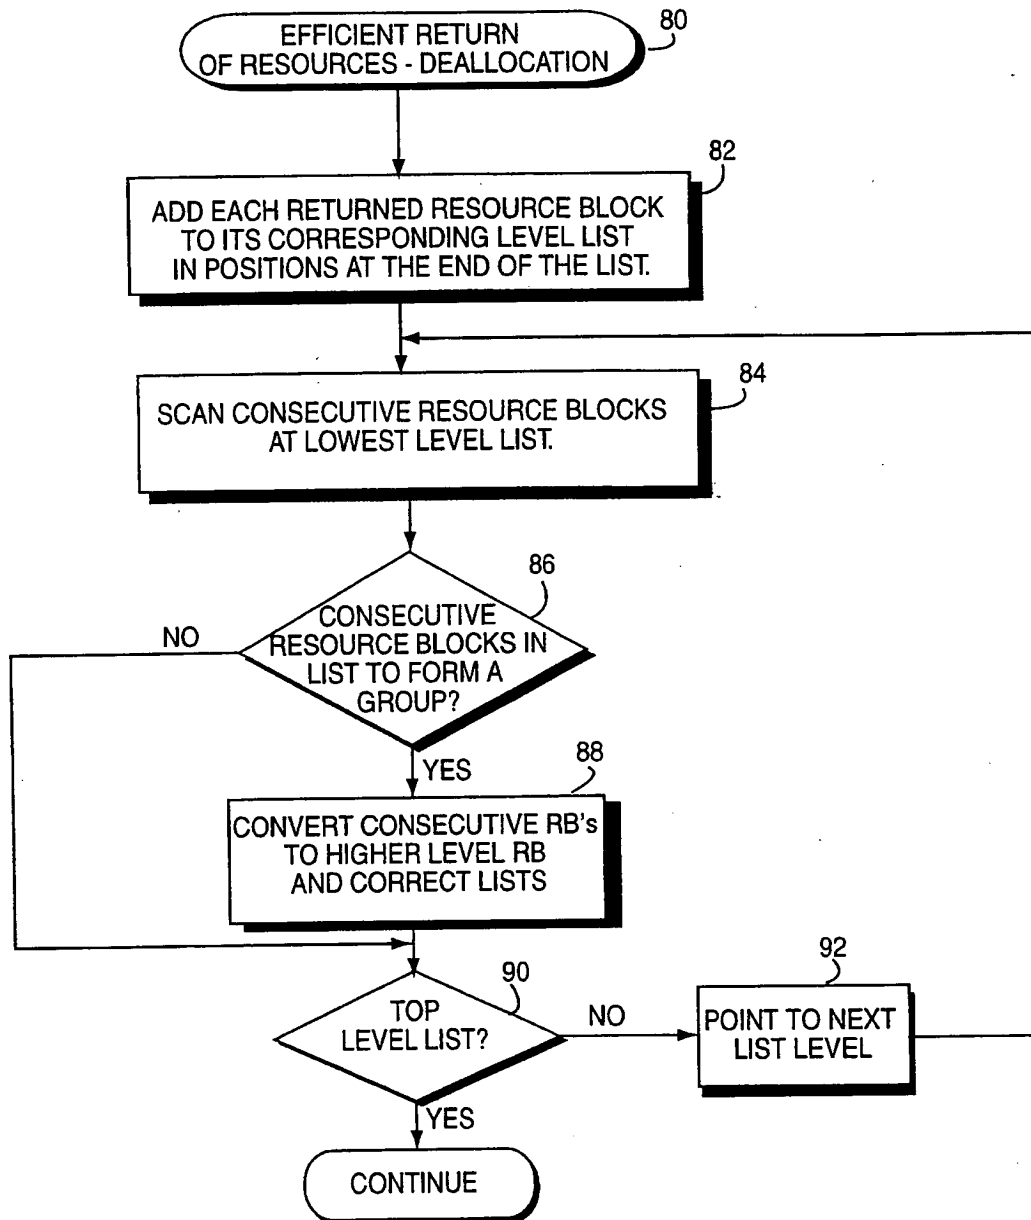 EFFICIENT RETURN
OF RESOURCES - DEALLOCATION
80
82
ADD EACH RETURNED RESOURCE BLOCK
TO ITS CORRESPONDING LEVEL LIST
IN POSITIONS AT THE END OF THE LIST.
84
SCAN CONSECUTIVE RESOURCE BLOCKS
AT LOWEST LEVEL LIST.
86
CONSECUTIVE
RESOURCE BLOCKS IN
LIST TO FORM A
GROUP?
NO
YES
88
CONVERT CONSECUTIVE RB's
TO HIGHER LEVEL RB
AND CORRECT LISTS
90
TOP
LEVEL LIST?
NO
92
POINT TO NEXT
LIST LEVEL
YES
CONTINUE